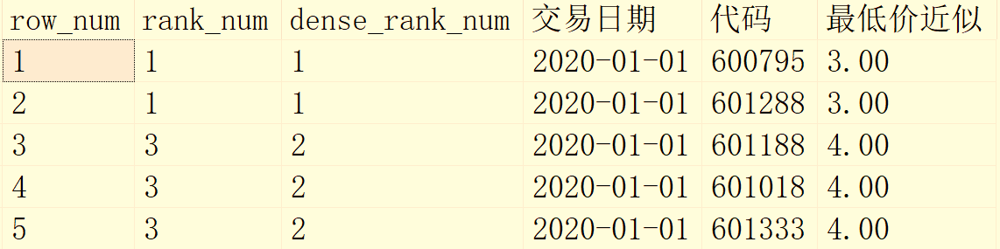 row_num rank_num dense_rank_num 交易日期 代码 最低价近似
1 1 1 2020-01-01 600795 3.00
2 1 1 2020-01-01 601288 3.00
3 3 2 2020-01-01 601188 4.00
4 3 2 2020-01-01 601018 4.00
5 3 2 2020-01-01 601333 4.00